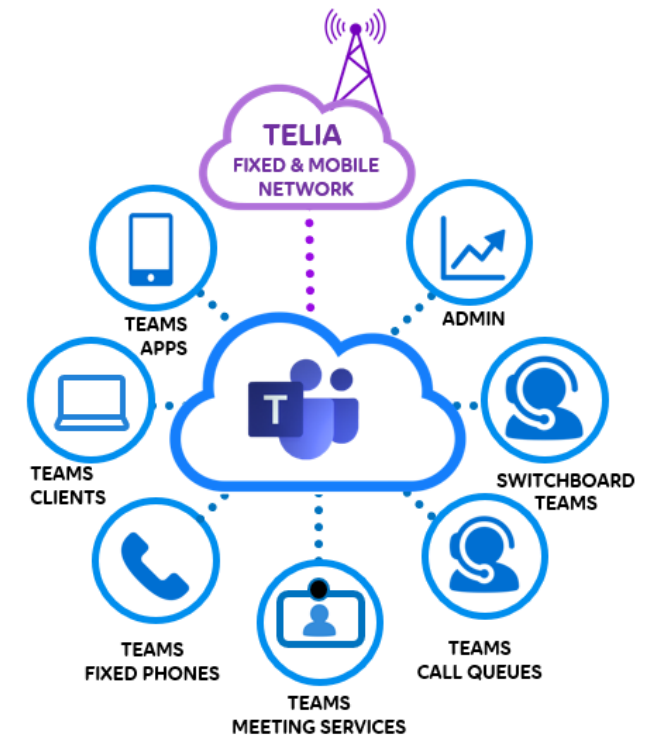 TELIA
FIXED & MOBILE
NETWORK
TEAMS
APPS
ADMIN
T
TEAMS
CLIENTS
SWITCHBOARD
TEAMS
TEAMS
FIXED PHONES
TEAMS
CALL QUEUES
TEAMS
MEETING SERVICES